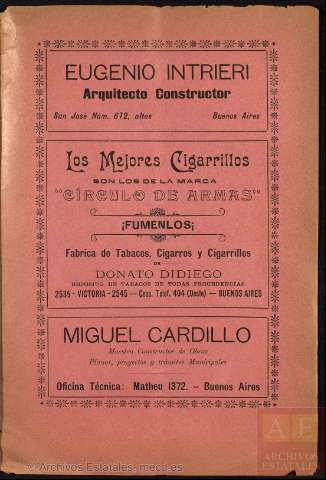 EUGENIO INTRIERI
Arquitecto Constructor
San José Núm. 612, altos Buenos Aires
Los Mejores Cigarrillos
SON LOS DE LA MARCA
"CÍRCULO DE ARMAS"
¡FUMENLOS¡
Fabrica de Tabacos, Cigarros y Cigarrillos
DE
DONATO DIDIEGO
DEPOSITO DE TABACOS DE TODAS PROCEDENCIAS
2535 - VICTORIA - 2545 — Coop. Telef. 404 (Oeste) — BUENOS AIRES
MIGUEL CARDILLO
Maestro Constructor de Obras
Planos, proyectos y trámites Municipales
Oficina Técnica: Matheu 1372. - Buenos Aires
A E
ARCHIVOS
ESTATALES
© Archivos Estatales- mecd.es